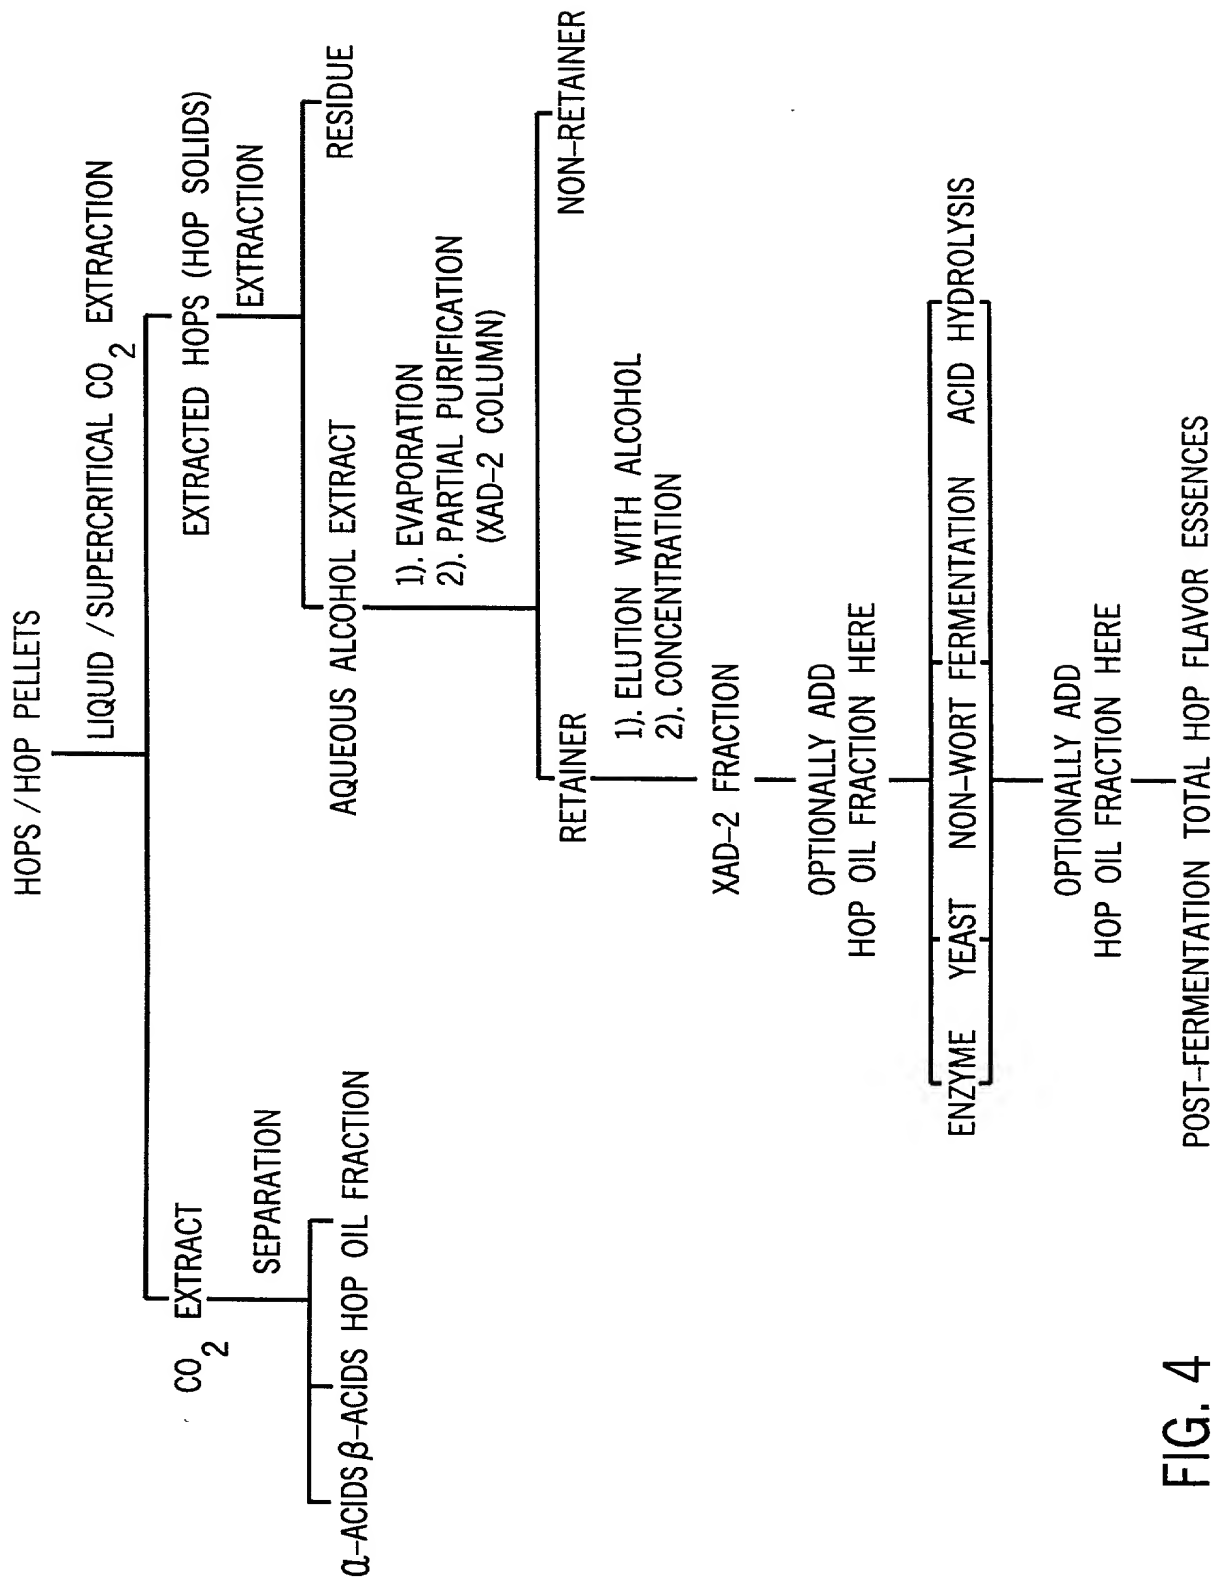 HOPS / HOP PELLETS
LIQUID / SUPERCRITICAL CO2 EXTRACTION
CO2 EXTRACT
EXTRACTED HOPS (HOP SOLIDS)
SEPARATION
EXTRACTION
α-ACIDS β-ACIDS HOP OIL FRACTION
AQUEOUS ALCOHOL EXTRACT
RESIDUE
1). EVAPORATION
2). PARTIAL PURIFICATION
(XAD-2 COLUMN)
RETAINER
NON-RETAINER
1). ELUTION WITH ALCOHOL
2). CONCENTRATION
XAD-2 FRACTION
OPTIONALLY ADD
HOP OIL FRACTION HERE
ENZYME YEAST NON-WORT FERMENTATION ACID HYDROLYSIS
OPTIONALLY ADD
HOP OIL FRACTION HERE
POST-FERMENTATION TOTAL HOP FLAVOR ESSENCES
FIG. 4